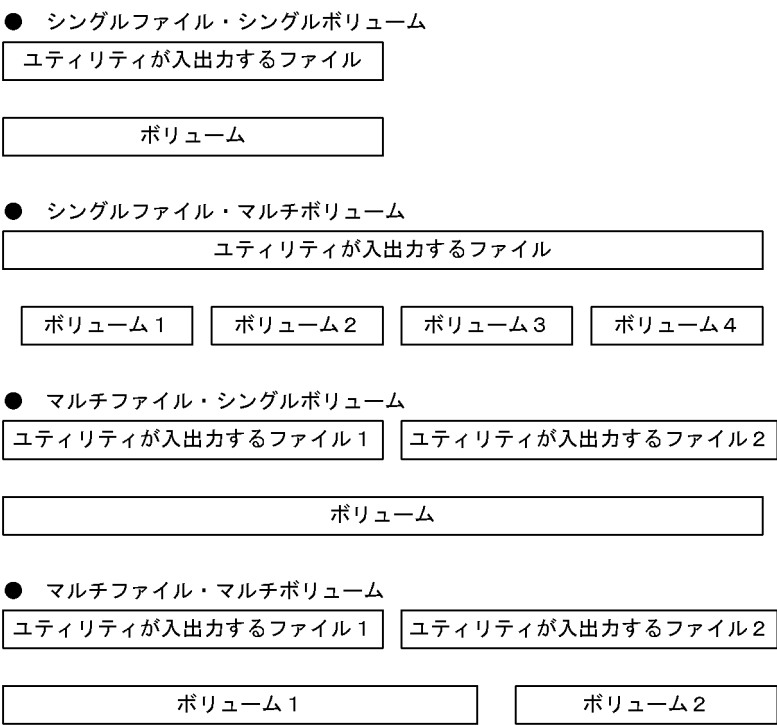 ● シングルファイル・シングルボリューム
ユティリティが入出力するファイル
ボリューム
● シングルファイル・マルチボリューム
ユティリティが入出力するファイル
ボリューム1 ボリューム2 ボリューム3 ボリューム4
● マルチファイル・シングルボリューム
ユティリティが入出力するファイル1 ユティリティが入出力するファイル2
ボリューム
● マルチファイル・マルチボリューム
ユティリティが入出力するファイル1 ユティリティが入出力するファイル2
ボリューム1 ボリューム2